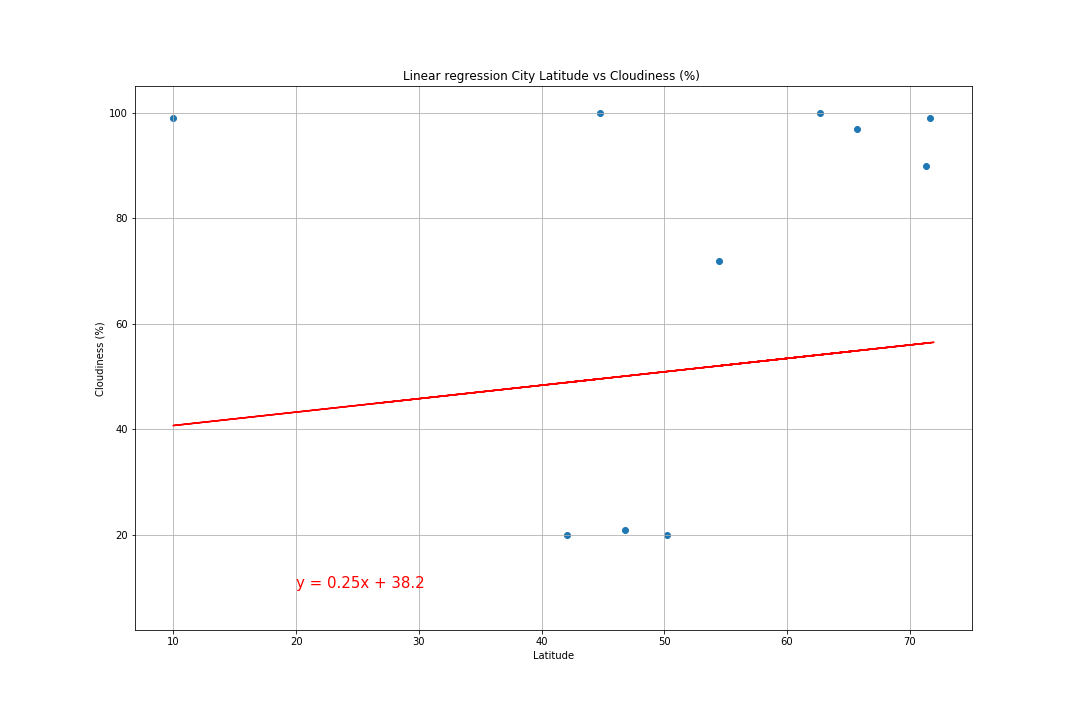 Linear regression City Latitude vs Cloudiness (%)
Cloudiness (%)
100
80
60
40
20
y = 0.25x + 38.2
10 20 30 40 50 60 70
Latitude